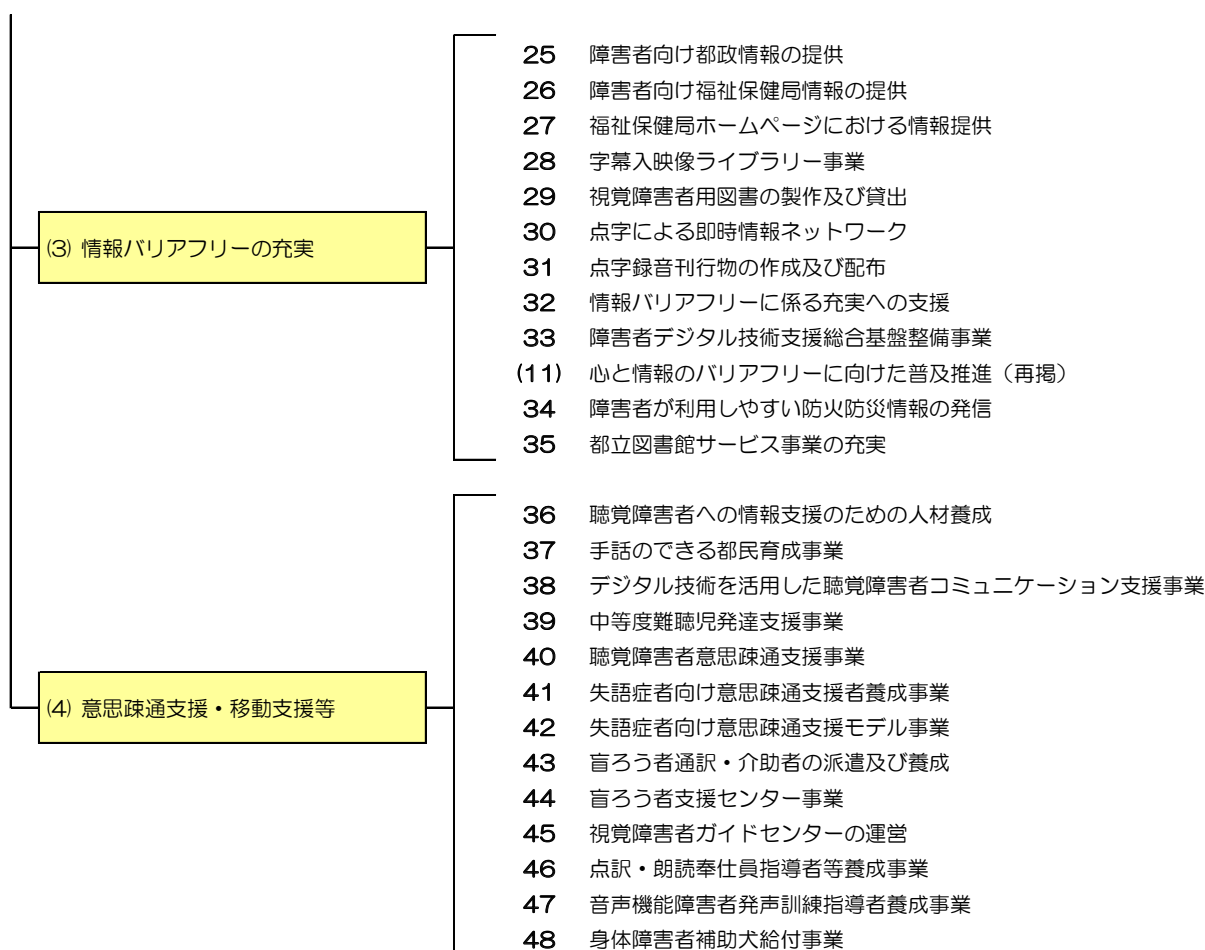 25 障害者向け都政情報の提供
26 障害者向け福祉保健局情報の提供
27 福祉保健局ホームページにおける情報提供
28 字幕入映像ライブラリー事業
29 視覚障害者用図書の製作及び貸出
(3) 情報バリアフリーの充実
30 点字による即時情報ネットワーク
31 点字録音刊行物の作成及び配布
32 情報バリアフリーに係る充実への支援
33 障害者デジタル技術支援総合基盤整備事業
(11) 心と情報のバリアフリーに向けた普及推進（再掲）
34 障害者が利用しやすい防火防災情報の発信
35 都立図書館サービス事業の充実
36 聴覚障害者への情報支援のための人材養成
37 手話のできる都民育成事業
38 デジタル技術を活用した聴覚障害者コミュニケーション支援事業
39 中等度難聴児発達支援事業
40 聴覚障害者意思疎通支援事業
(4) 意思疎通支援・移動支援等
41 失語症者向け意思疎通支援者養成事業
42 失語症者向け意思疎通支援モデル事業
43 盲ろう者通訳・介助者の派遣及び養成
44 盲ろう者支援センター事業
45 視覚障害者ガイドセンターの運営
46 点訳・朗読奉仕員指導者等養成事業
47 音声機能障害者発声訓練指導者養成事業
48 身体障害者補助犬給付事業